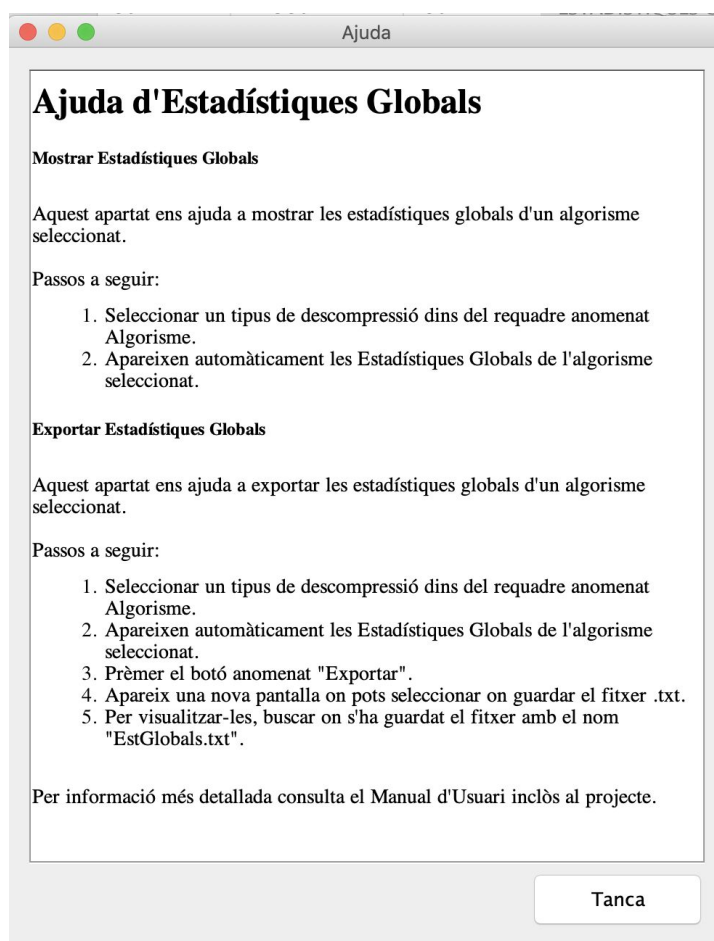 Ajuda
Ajuda d'Estadístiques Globals
Mostrar Estadístiques Globals
Aquest apartat ens ajuda a mostrar les estadístiques globals d'un algorisme
seleccionat.
Passos a seguir:
1. Seleccionar un tipus de descompressió dins del requadre anomenat
Algorisme.
2. Apareixen automàticament les Estadístiques Globals de l'algorisme
seleccionat.
Exportar Estadístiques Globals
Aquest apartat ens ajuda a exportar les estadístiques globals d'un algorisme
seleccionat.
Passos a seguir:
1. Seleccionar un tipus de descompressió dins del requadre anomenat
Algorisme.
2. Apareixen automàticament les Estadístiques Globals de l'algorisme
seleccionat.
3. Prèmer el botó anomenat "Exportar".
4. Apareix una nova pantalla on pots seleccionar on guardar el fitxer .txt.
5. Per visualitzar-les, buscar on s'ha guardat el fitxer amb el nom
"EstGlobals.txt".
Per informació més detallada consulta el Manual d'Usuari inclòs al projecte.
Tanca